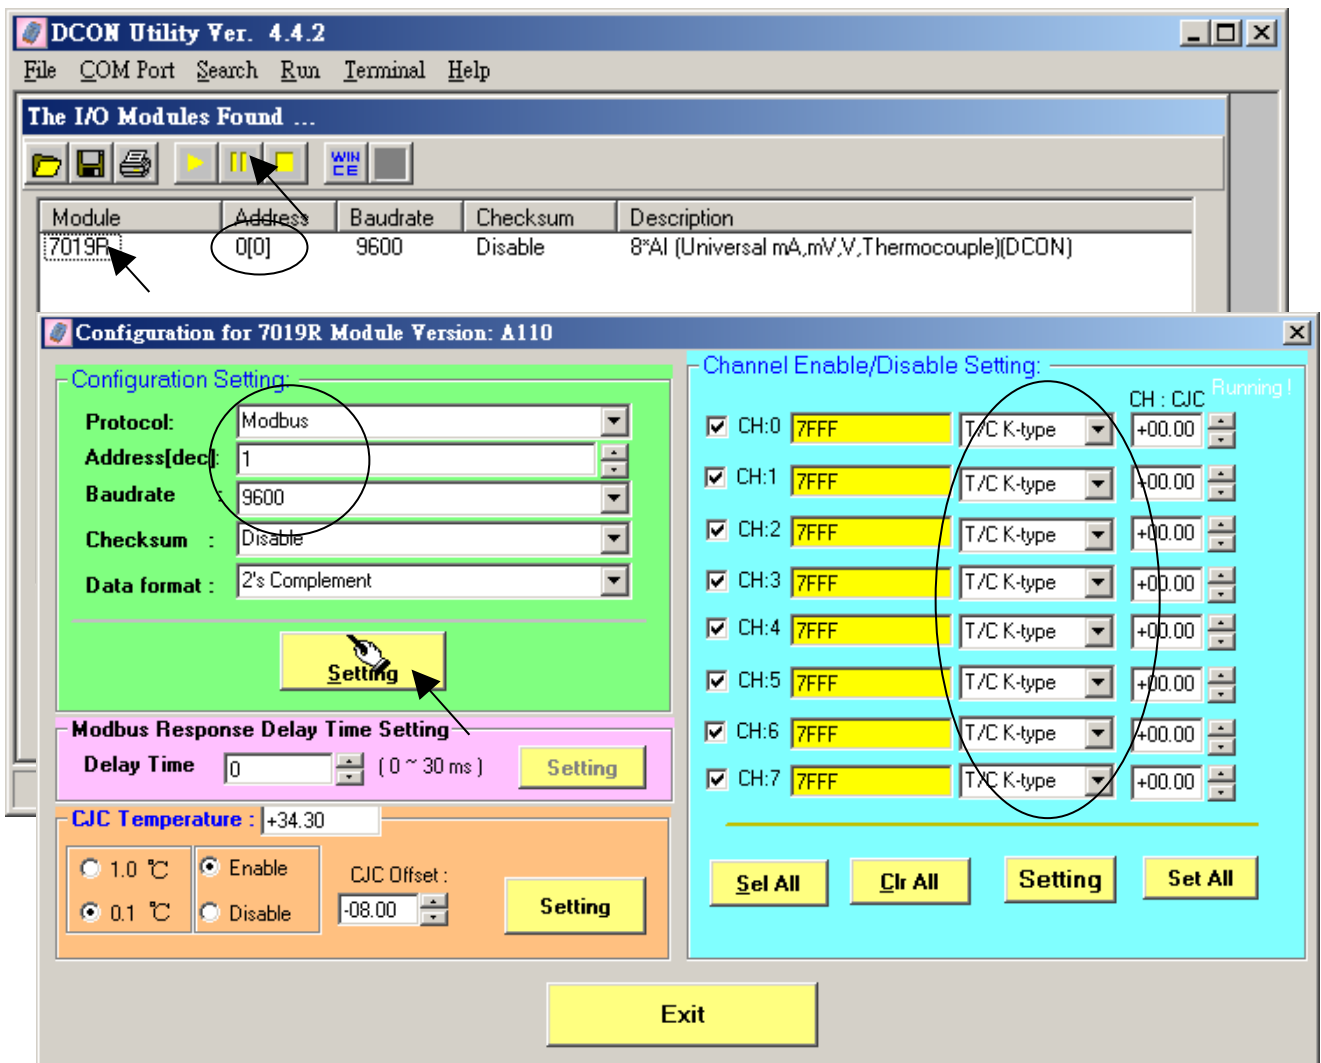 DCON Utility Ver. 4.4.2
File COM Port Search Run Terminal Help
The I/O Modules Found ...
WIN
CE
Module Address Baudrate Checksum Description
7019R 0[0] 9600 Disable 8*AI (Universal mA,mV,V,Thermocouple)(DCON)
Configuration for 7019R Module Version: A110
Configuration Setting:
Protocol: Modbus
Address[dec]: 1
Baudrate : 9600
Checksum : Disable
Data format : 2's Complement
Setting
Modbus Response Delay Time Setting
Delay Time 0 ( 0 ~ 30 ms ) Setting
CJC Temperature : +34.30
1.0 ℃ Enable CJC Offset :
0.1 ℃ Disable -08.00 Setting
Channel Enable/Disable Setting:
Running !
CH : CJC
CH:0 7FFF T/C K-type +00.00
CH:1 7FFF T/C K-type +00.00
CH:2 7FFF T/C K-type +00.00
CH:3 7FFF T/C K-type +00.00
CH:4 7FFF T/C K-type +00.00
CH:5 7FFF T/C K-type +00.00
CH:6 7FFF T/C K-type +00.00
CH:7 7FFF T/C K-type +00.00
Sel All Clr All Setting Set All
Exit